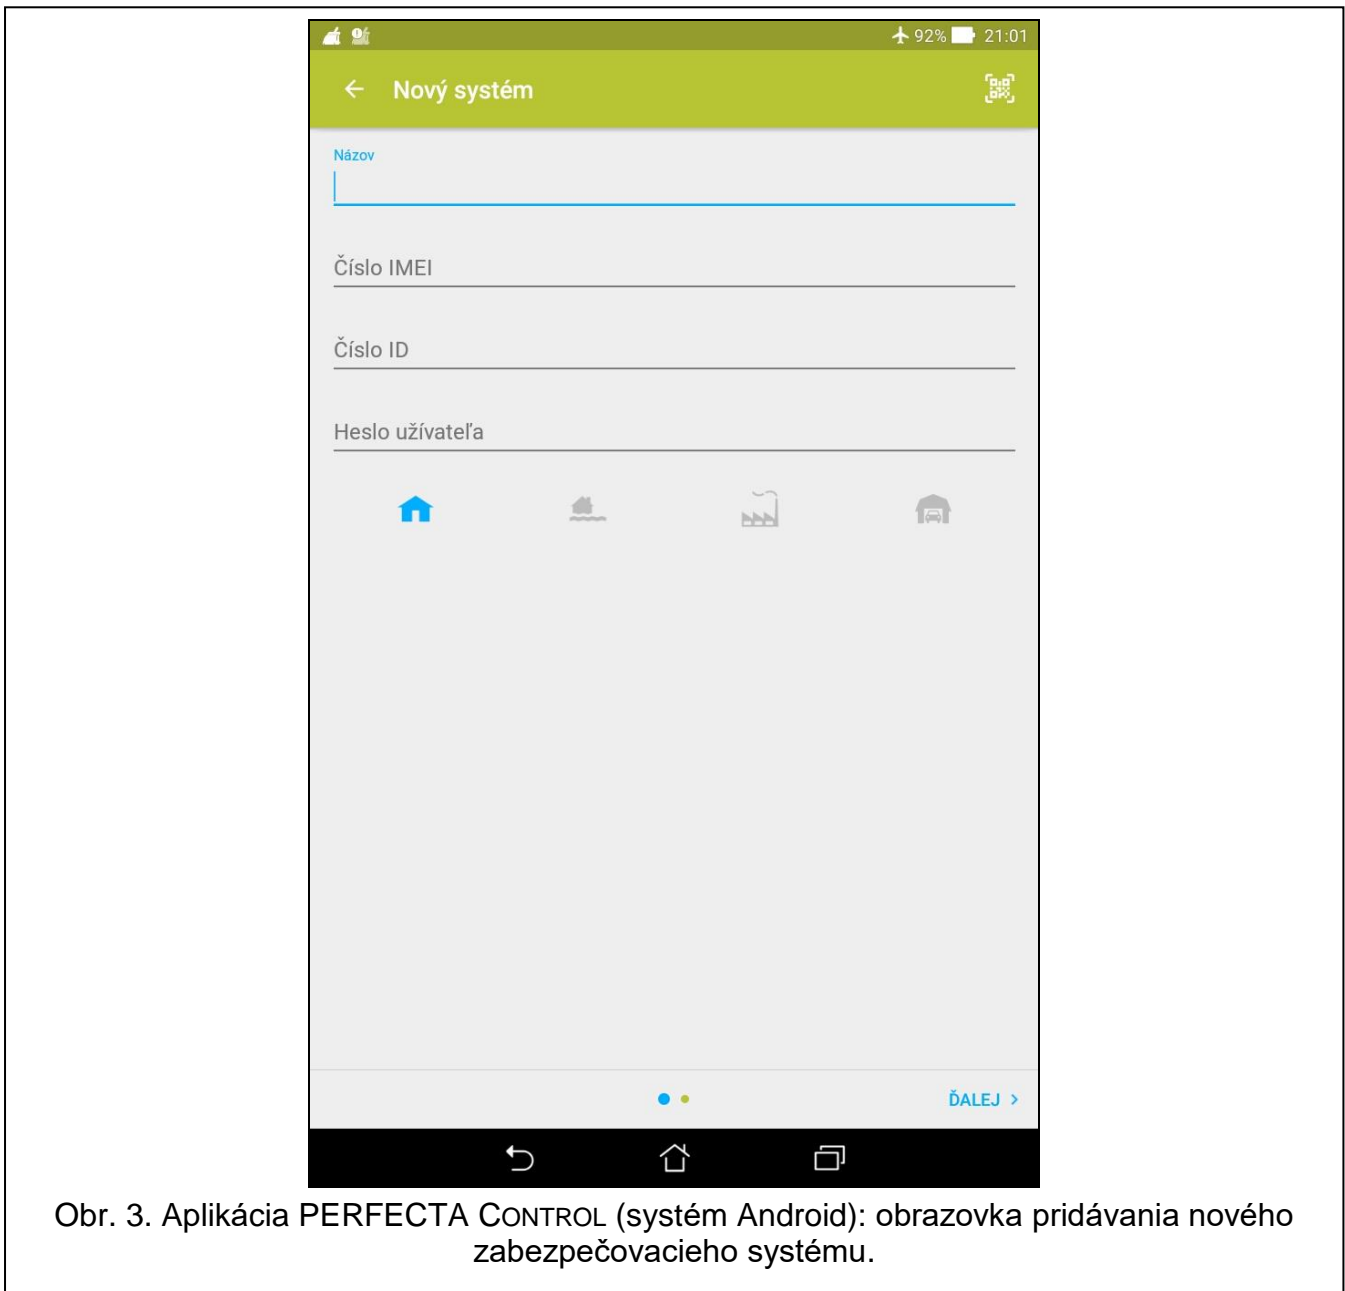 92% 21:01
Nový systém
Názov
Číslo IMEI
Číslo ID
Heslo užívateľa
ĎALEJ >
Obr. 3. Aplikácia PERFECTA CONTROL (systém Android): obrazovka pridávania nového
zabezpečovacieho systému.